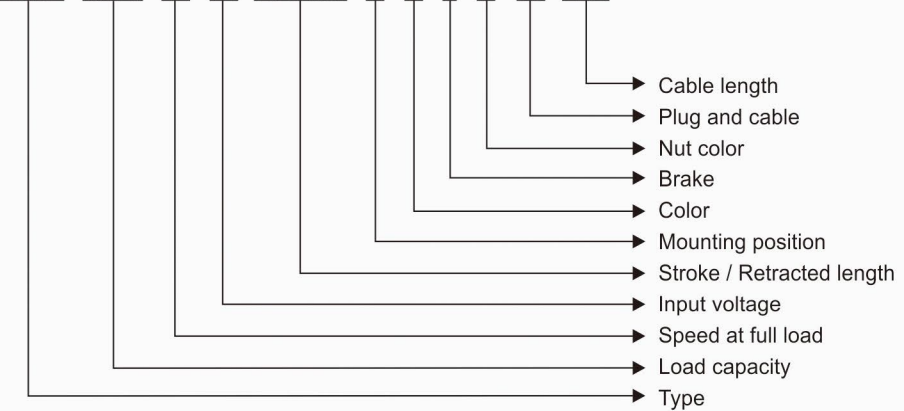 Cable length
Plug and cable
Nut color
Brake
Color
Mounting position
Stroke / Retracted length
Input voltage
Speed at full load
Load capacity
Type